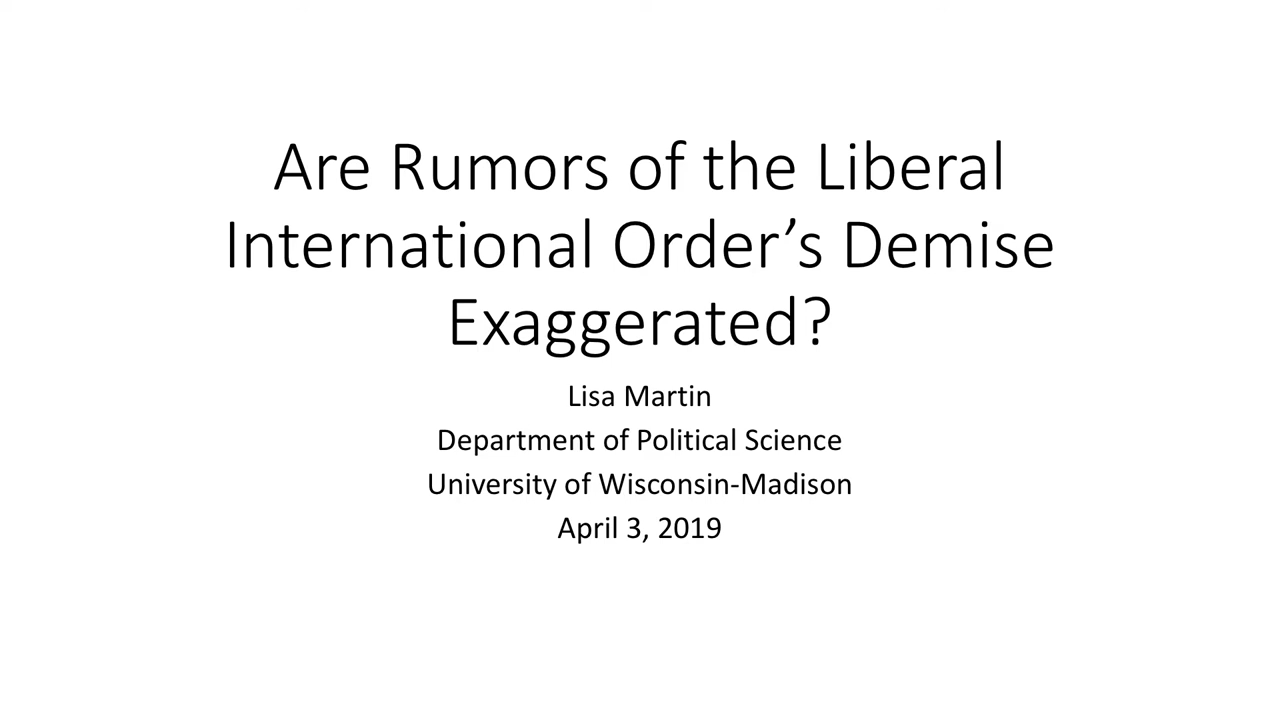 Are Rumors of the Liberal
International Order’s Demise
Exaggerated?
Lisa Martin
Department of Political Science
University of Wisconsin-Madison
April 3, 2019